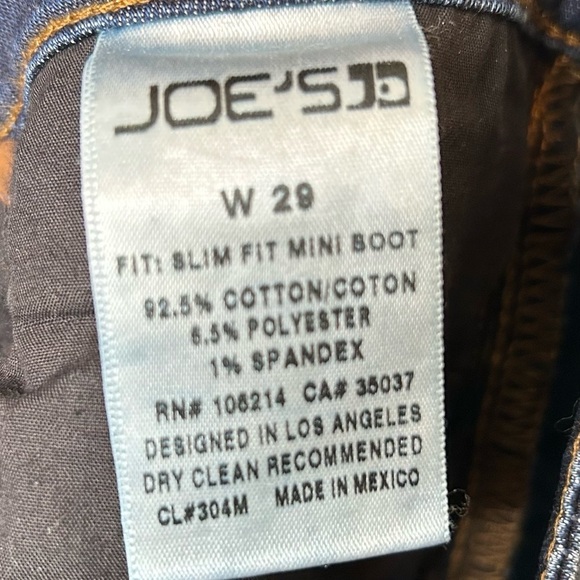 JOE'S
W 29
FIT: SLIM FIT MINI BOOT
92.5% COTTON/COTON
6.5% POLYESTER
1% SPANDEX
RN# 106214 CA# 35037
DESIGNED IN LOS ANGELES
DRY CLEAN RECOMMENDED
CL#304M MADE IN MEXICO